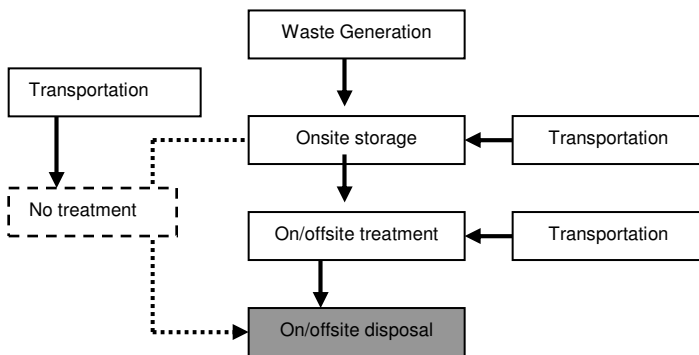 Waste Generation
Transportation
Onsite storage
Transportation
No treatment
On/offsite treatment
Transportation
On/offsite disposal